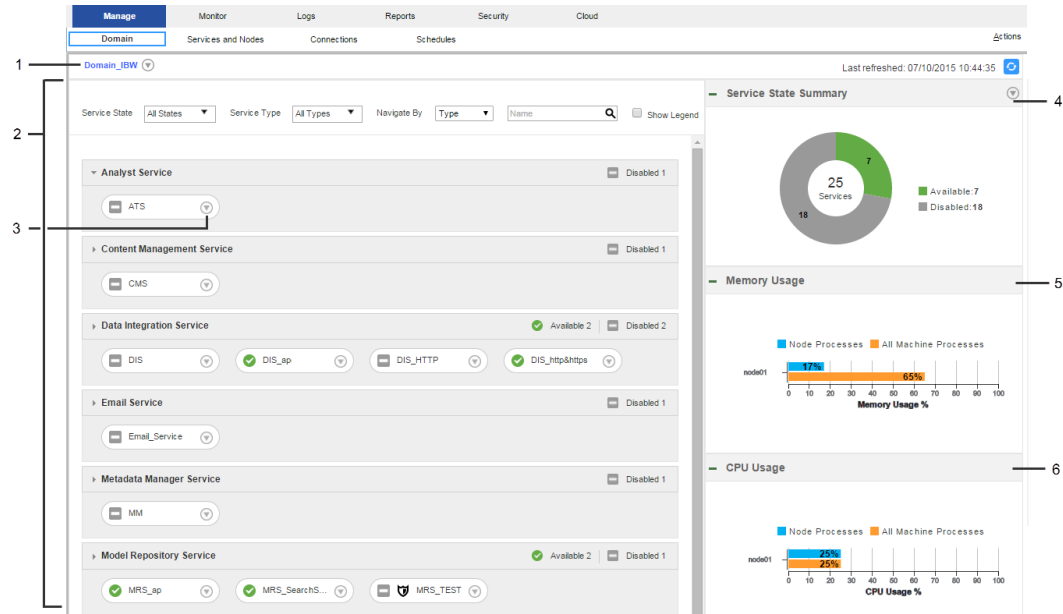 Manage Monitor Logs Reports Security Cloud
Domain Services and Nodes Connections Schedules Actions
1 Domain_IBW Last refreshed: 07/10/2015 10:44:35
2
Service State All States Service Type All Types Navigate By Type Name Show Legend
Analyst Service Disabled 1
ATS
3
Content Management Service Disabled 1
CMS
Data Integration Service Available 2 Disabled 2
DIS DIS_ap DIS_HTTP DIS_http&https
Email Service Disabled 1
Email_Service
Metadata Manager Service Disabled 1
MM
Model Repository Service Available 2 Disabled 1
MRS_ap MRS_SearchS... MRS_TEST
Service State Summary 4
7
25
Services
18
Available:7
Disabled:18
Memory Usage 5
Node Processes All Machine Processes
17%
node01
65%
0 10 20 30 40 50 60 70 80 90 100
Memory Usage %
CPU Usage 6
Node Processes All Machine Processes
25%
node01
25%
0 10 20 30 40 50 60 70 80 90 100
CPU Usage %